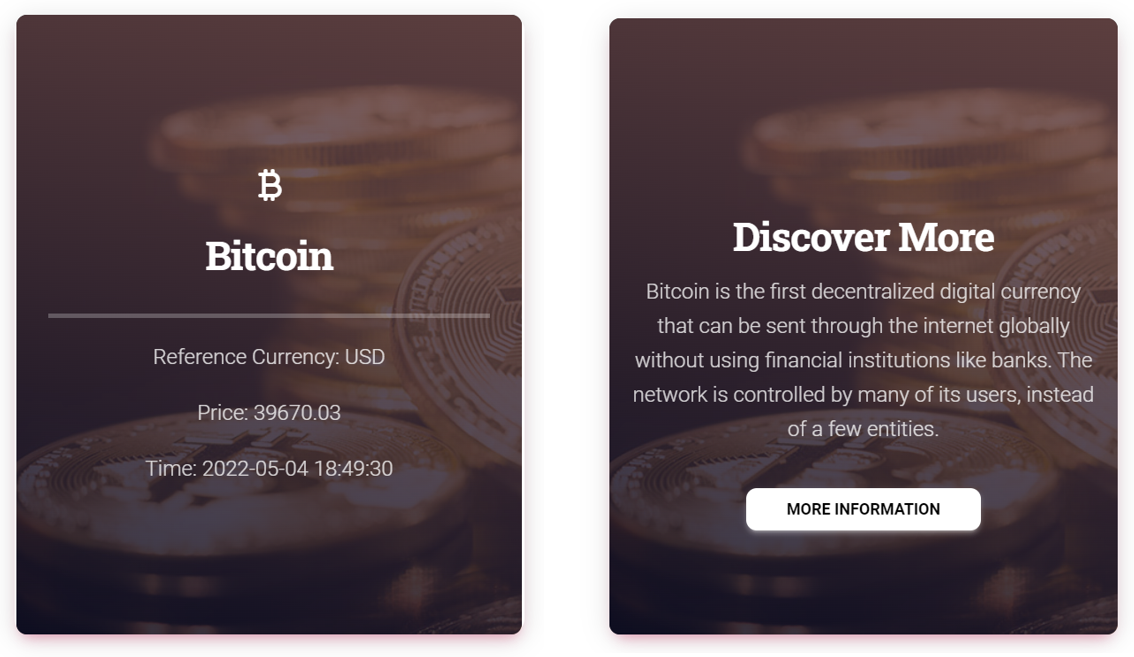 ₿
Bitcoin
Reference Currency: USD
Price: 39670.03
Time: 2022-05-04 18:49:30
Discover More
Bitcoin is the first decentralized digital currency
that can be sent through the internet globally
without using financial institutions like banks. The
network is controlled by many of its users, instead
of a few entities.
MORE INFORMATION